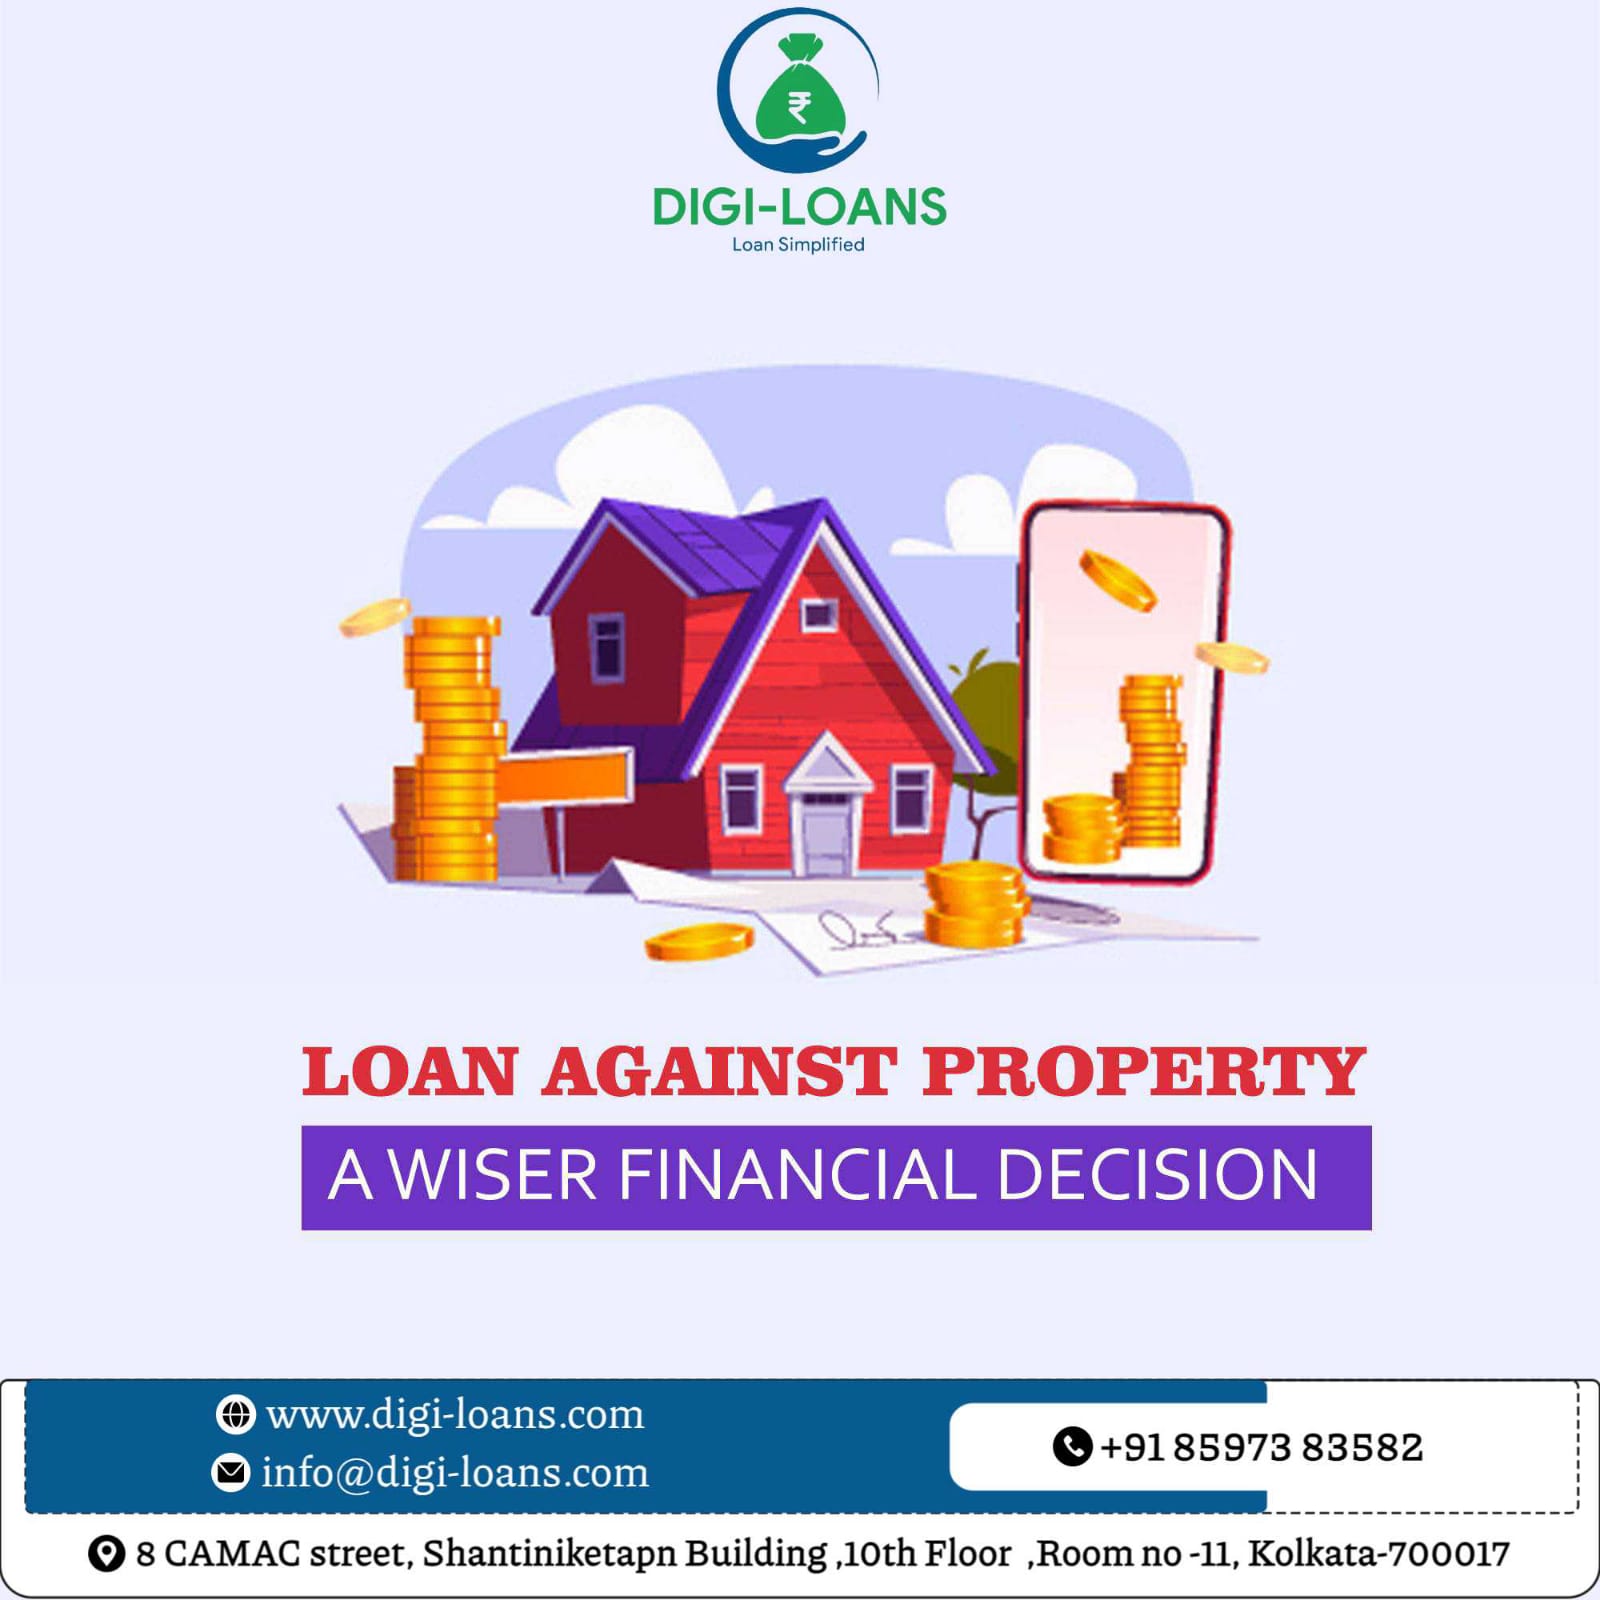 ₹
DIGI-LOANS
Loan Simplified
LOAN AGAINST PROPERTY
A WISER FINANCIAL DECISION
www.digi-loans.com
info@digi-loans.com
+91 85973 83582
8 CAMAC street, Shantiniketapn Building ,10th Floor ,Room no -11, Kolkata-700017